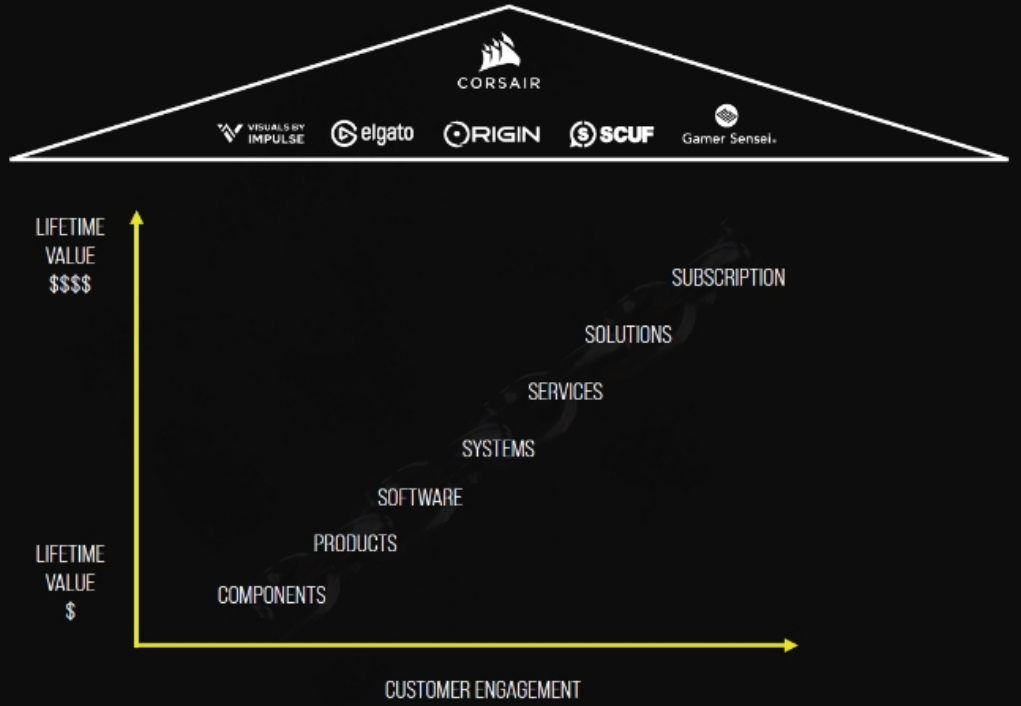 CORSAIR
VISUALS BY
IMPULSE
elgato
ORIGIN
SCUF
Gamer Sensei
LIFETIME
VALUE
$$$$
SUBSCRIPTION
SOLUTIONS
SERVICES
SYSTEMS
SOFTWARE
PRODUCTS
LIFETIME
VALUE
$
COMPONENTS
CUSTOMER ENGAGEMENT